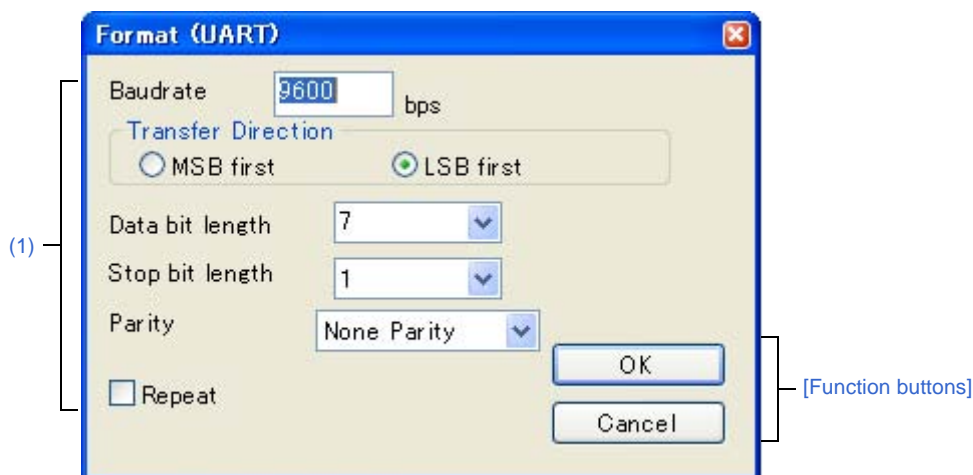 Format (UART)
Baudrate 9600 bps
Transfer Direction
MSB first LSB first
Data bit length 7
(1)
Stop bit length 1
Parity None Parity
OK
[Function buttons]
Repeat
Cancel